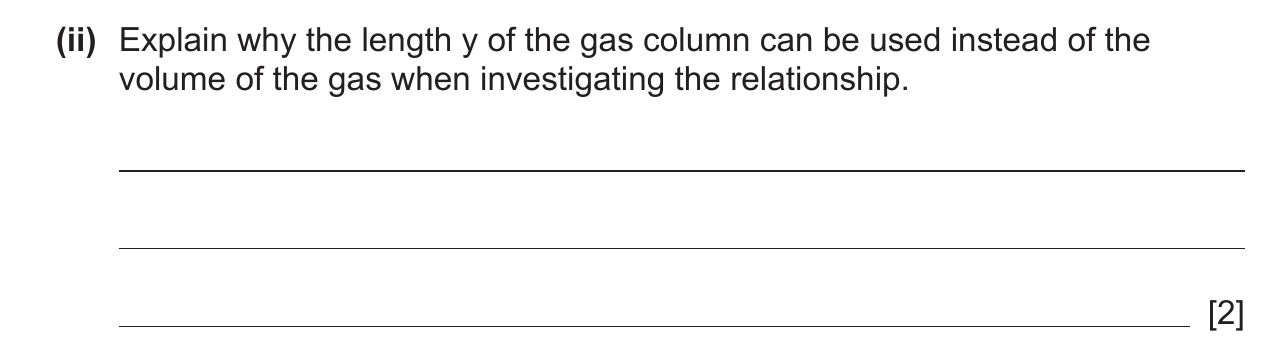 (ii) Explain why the length y of the gas column can be used instead of the
volume of the gas when investigating the relationship.
[2]